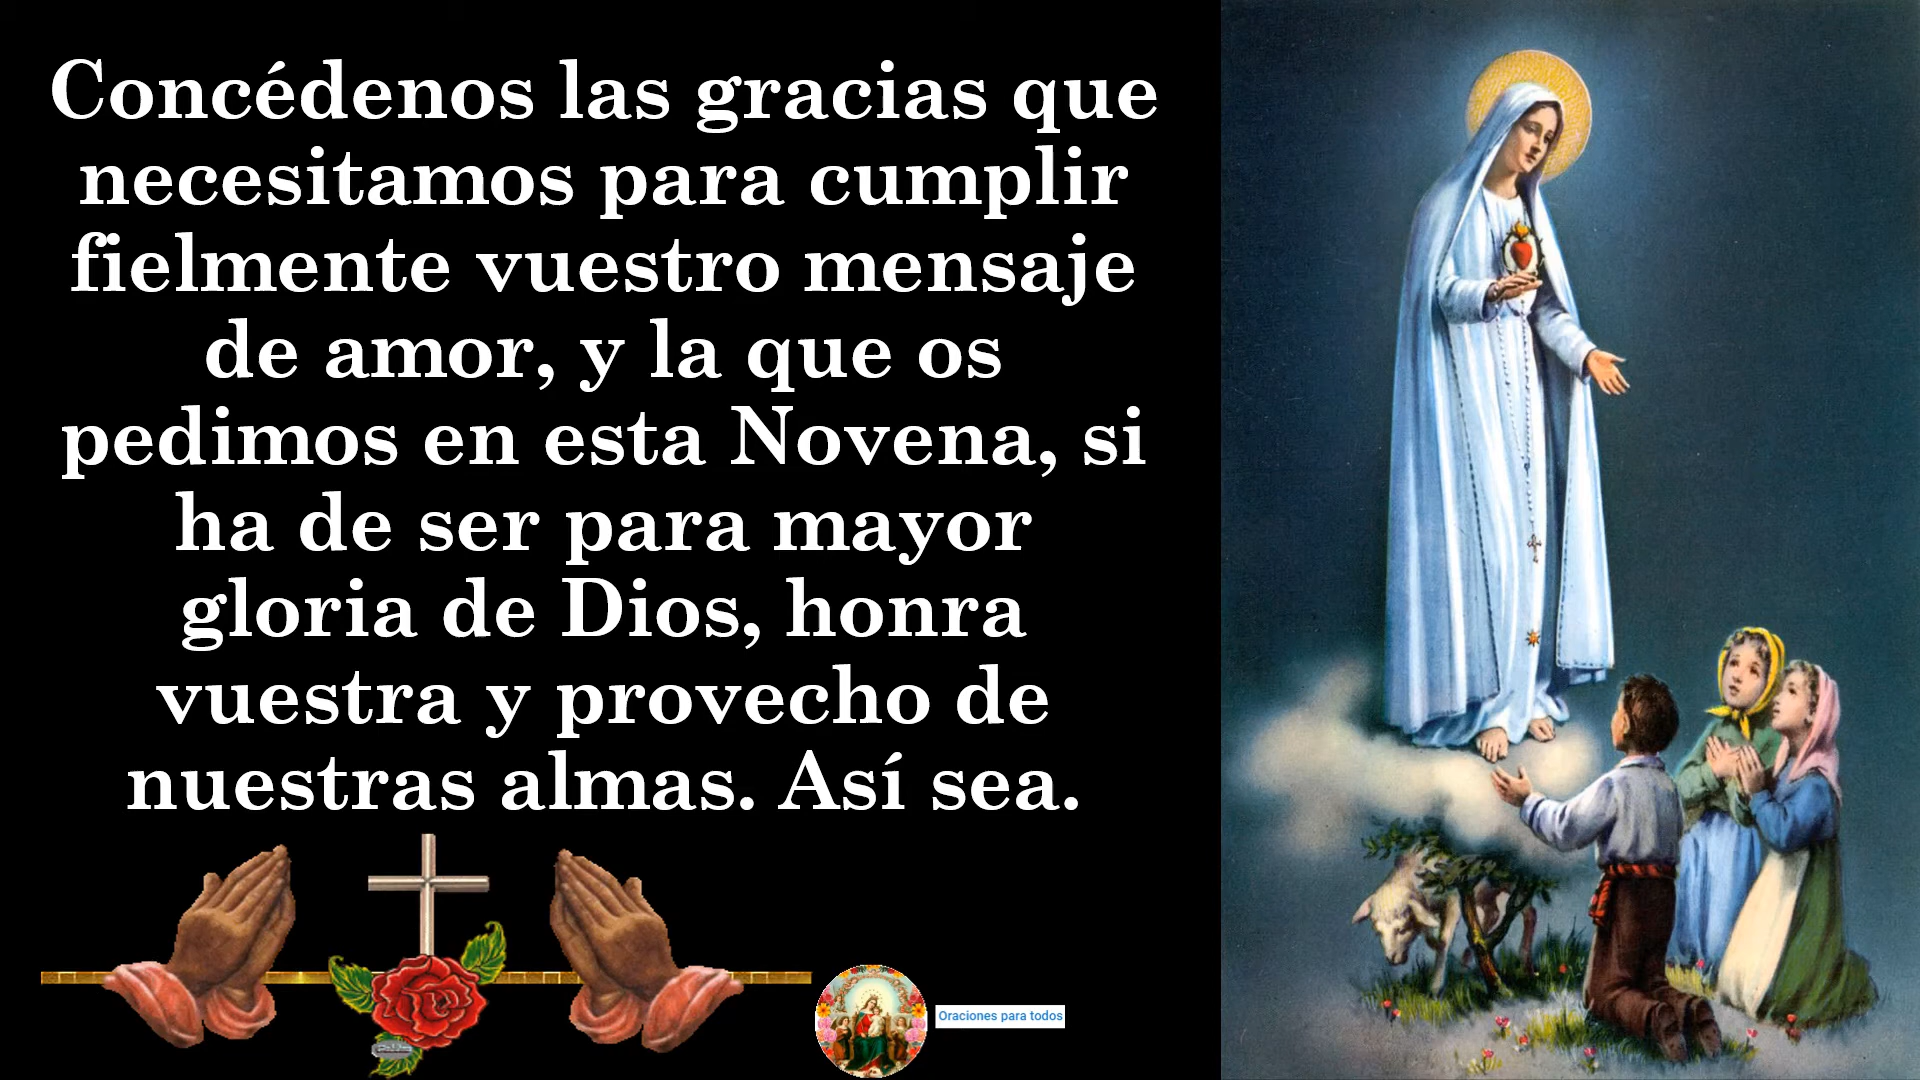 Concédenos las gracias que
necesitamos para cumplir
fielmente vuestro mensaje
de amor, y la que os
pedimos en esta Novena, si
ha de ser para mayor
gloria de Dios, honra
vuestra y provecho de
nuestras almas. Así sea.
Oraciones para todos